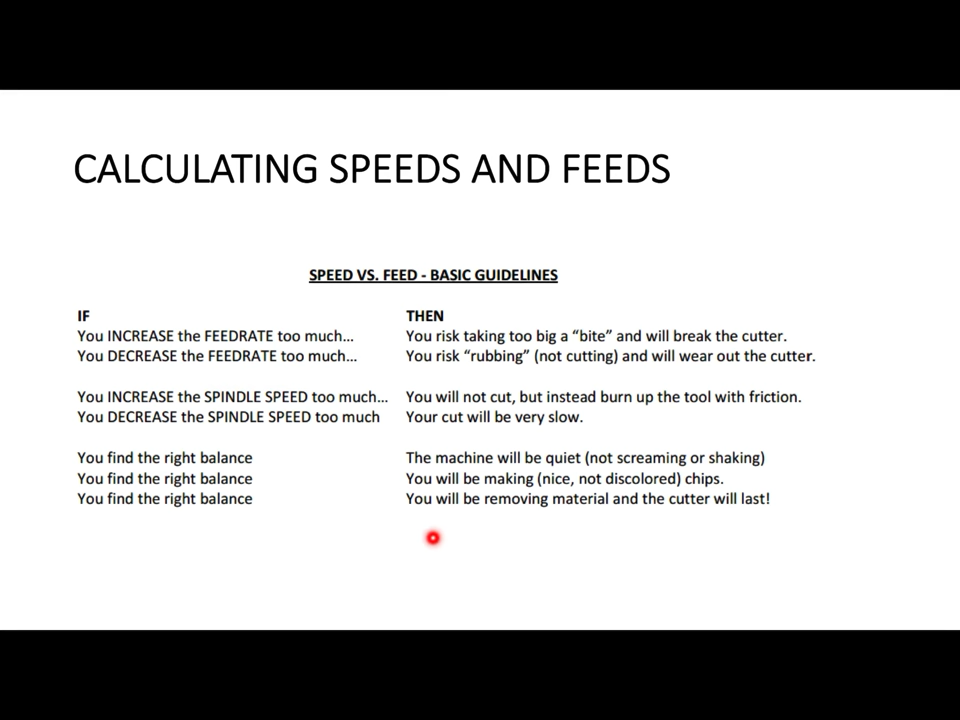 CALCULATING SPEEDS AND FEEDS
SPEED VS. FEED - BASIC GUIDELINES
IF THEN
You INCREASE the FEEDRATE too much... You risk taking too big a “bite” and will break the cutter.
You DECREASE the FEEDRATE too much... You risk “rubbing” (not cutting) and will wear out the cutter.
You INCREASE the SPINDLE SPEED too much... You will not cut, but instead burn up the tool with friction.
You DECREASE the SPINDLE SPEED too much Your cut will be very slow.
You find the right balance The machine will be quiet (not screaming or shaking)
You find the right balance You will be making (nice, not discolored) chips.
You find the right balance You will be removing material and the cutter will last!